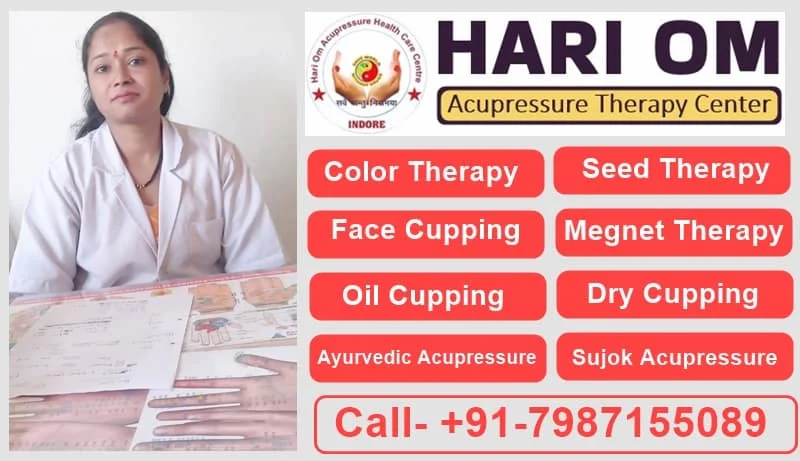 Hari Om Acupressure Health Care Centre
INDORE
HARI OM
Acupressure Therapy Center
Color Therapy
Seed Therapy
Face Cupping
Megnet Therapy
Oil Cupping
Dry Cupping
Ayurvedic Acupressure
Sujok Acupressure
Call- +91-7987155089